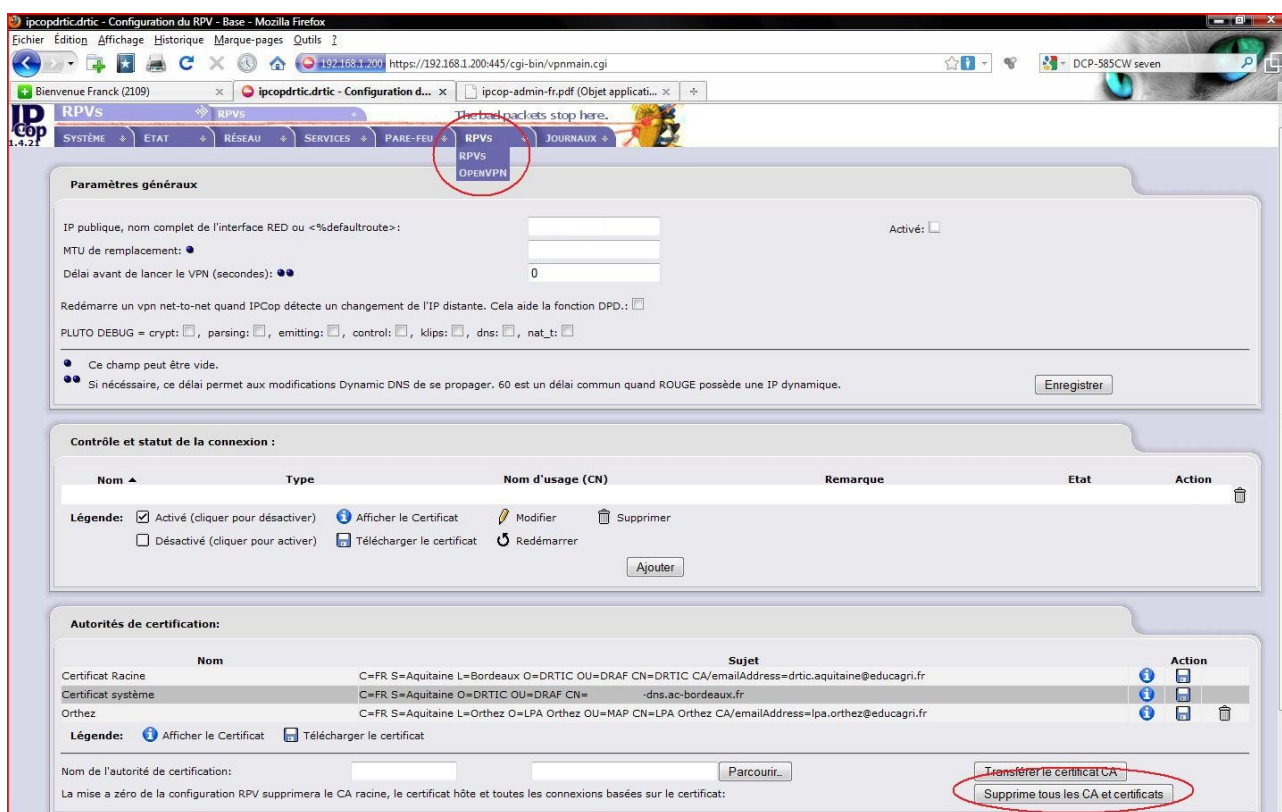 ipcopdrtic.drtic - Configuration du RPV - Base - Mozilla Firefox
Fichier Édition Affichage Historique Marque-pages Outils ?
192.168.1.200 https://192.168.1.200:445/cgi-bin/vpnmain.cgi DCP-585CW seven
Bienvenue Franck (2109) ipcopdrtic.drtic - Configuration d... ipcop-admin-fr.pdf (Objet applicati...
IP Cop 1.4.21
RPVs RPVs The bad packets stop here.
SYSTÈME ETAT RÉSEAU SERVICES PARE-FEU RPVS JOURNAUX
RPVS
OPENVPN
Paramètres généraux
IP publique, nom complet de l'interface RED ou <%defaultroute>: Activé:
MTU de remplacement:
Délai avant de lancer le VPN (secondes): 0
Redémarre un vpn net-to-net quand IPCop détecte un changement de l'IP distante. Cela aide la fonction DPD.:
PLUTO DEBUG = crypt: , parsing: , emitting: , control: , klips: , dns: , nat_t:
Ce champ peut être vide.
Si nécéssaire, ce délai permet aux modifications Dynamic DNS de se propager. 60 est un délai commun quand ROUGE possède une IP dynamique. Enregistrer
Contrôle et statut de la connexion :
Nom Type Nom d'usage (CN) Remarque Etat Action
Légende: Activé (cliquer pour désactiver) Afficher le Certificat Modifier Supprimer
Désactivé (cliquer pour activer) Télécharger le certificat Redémarrer
Ajouter
Autorités de certification:
Nom Sujet Action
Certificat Racine C=FR S=Aquitaine L=Bordeaux O=DRTIC OU=DRAF CN=DRTIC CA/emailAddress=drtic.aquitaine@educagri.fr
Certificat système C=FR S=Aquitaine O=DRTIC OU=DRAF CN= -dns.ac-bordeaux.fr
Orthez C=FR S=Aquitaine L=Orthez O=LPA Orthez OU=MAP CN=LPA Orthez CA/emailAddress=lpa.orthez@educagri.fr
Légende: Afficher le Certificat Télécharger le certificat
Nom de l'autorité de certification: Parcourir... Transférer le certificat CA
La mise a zéro de la configuration RPV supprimera le CA racine, le certificat hôte et toutes les connexions basées sur le certificat: Supprime tous les CA et certificats